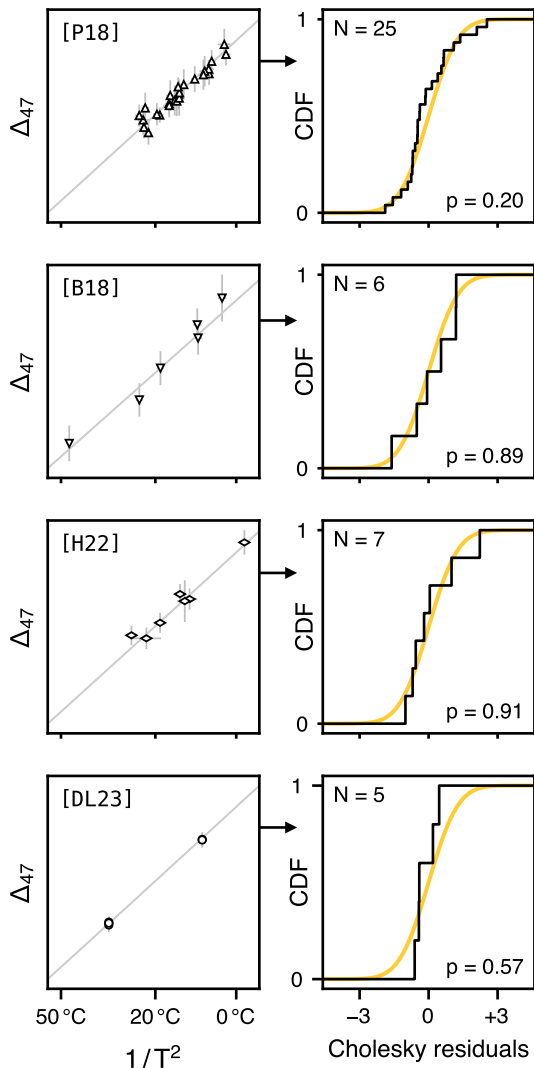 [P18]
Δ47
N = 25
CDF
1
0
p = 0.20
[B18]
Δ47
N = 6
CDF
1
0
p = 0.89
[H22]
Δ47
N = 7
CDF
1
0
p = 0.91
[DL23]
Δ47
N = 5
CDF
1
0
p = 0.57
50 °C 20 °C 0 °C
1 / T²
−3 0 +3
Cholesky residuals